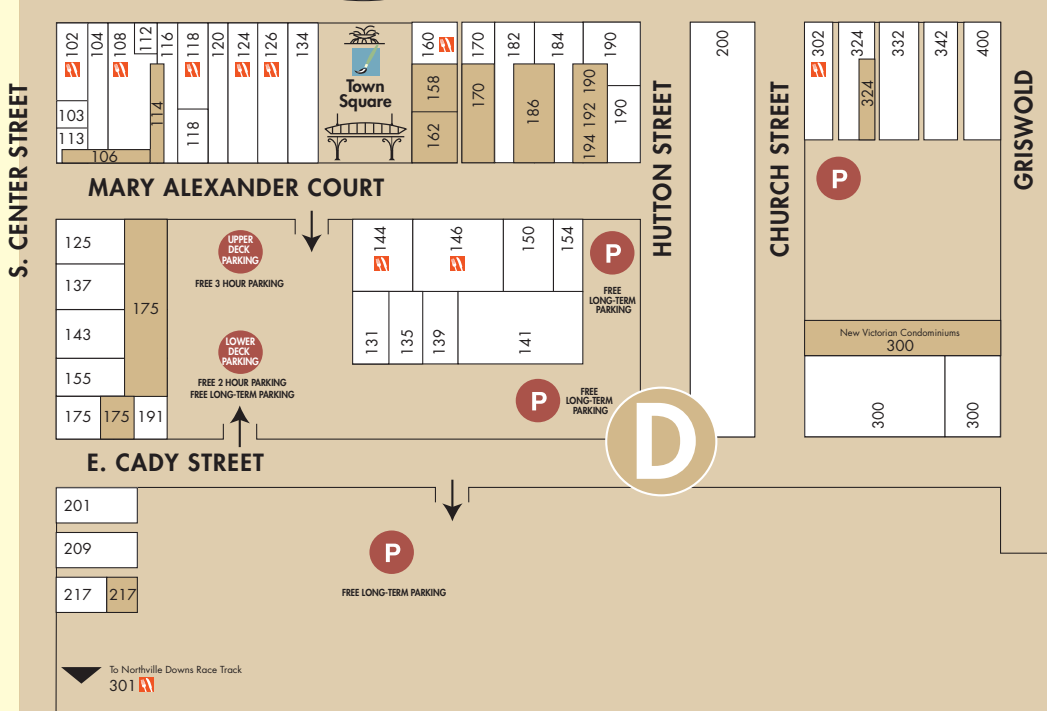 102
104
108
112
116
118
120
124
126
134
160
170
182
184
190
200
302
324
332
342
400
Town
Square
158
170
186
194 192 190
190
324
114
103
113
118
162
106
S. CENTER STREET
MARY ALEXANDER COURT
HUTTON STREET
CHURCH STREET
GRISWOLD
P
125
137
143
155
175
175
175
191
UPPER
DECK
PARKING
FREE 3 HOUR PARKING
LOWER
DECK
PARKING
FREE 2 HOUR PARKING
FREE LONG-TERM PARKING
144
146
150
154
131
135
139
141
P
FREE
LONG-TERM
PARKING
P
FREE
LONG-TERM
PARKING
D
New Victorian Condominiums
300
300
300
E. CADY STREET
201
209
217
217
P
FREE LONG-TERM PARKING
To Northville Downs Race Track
301